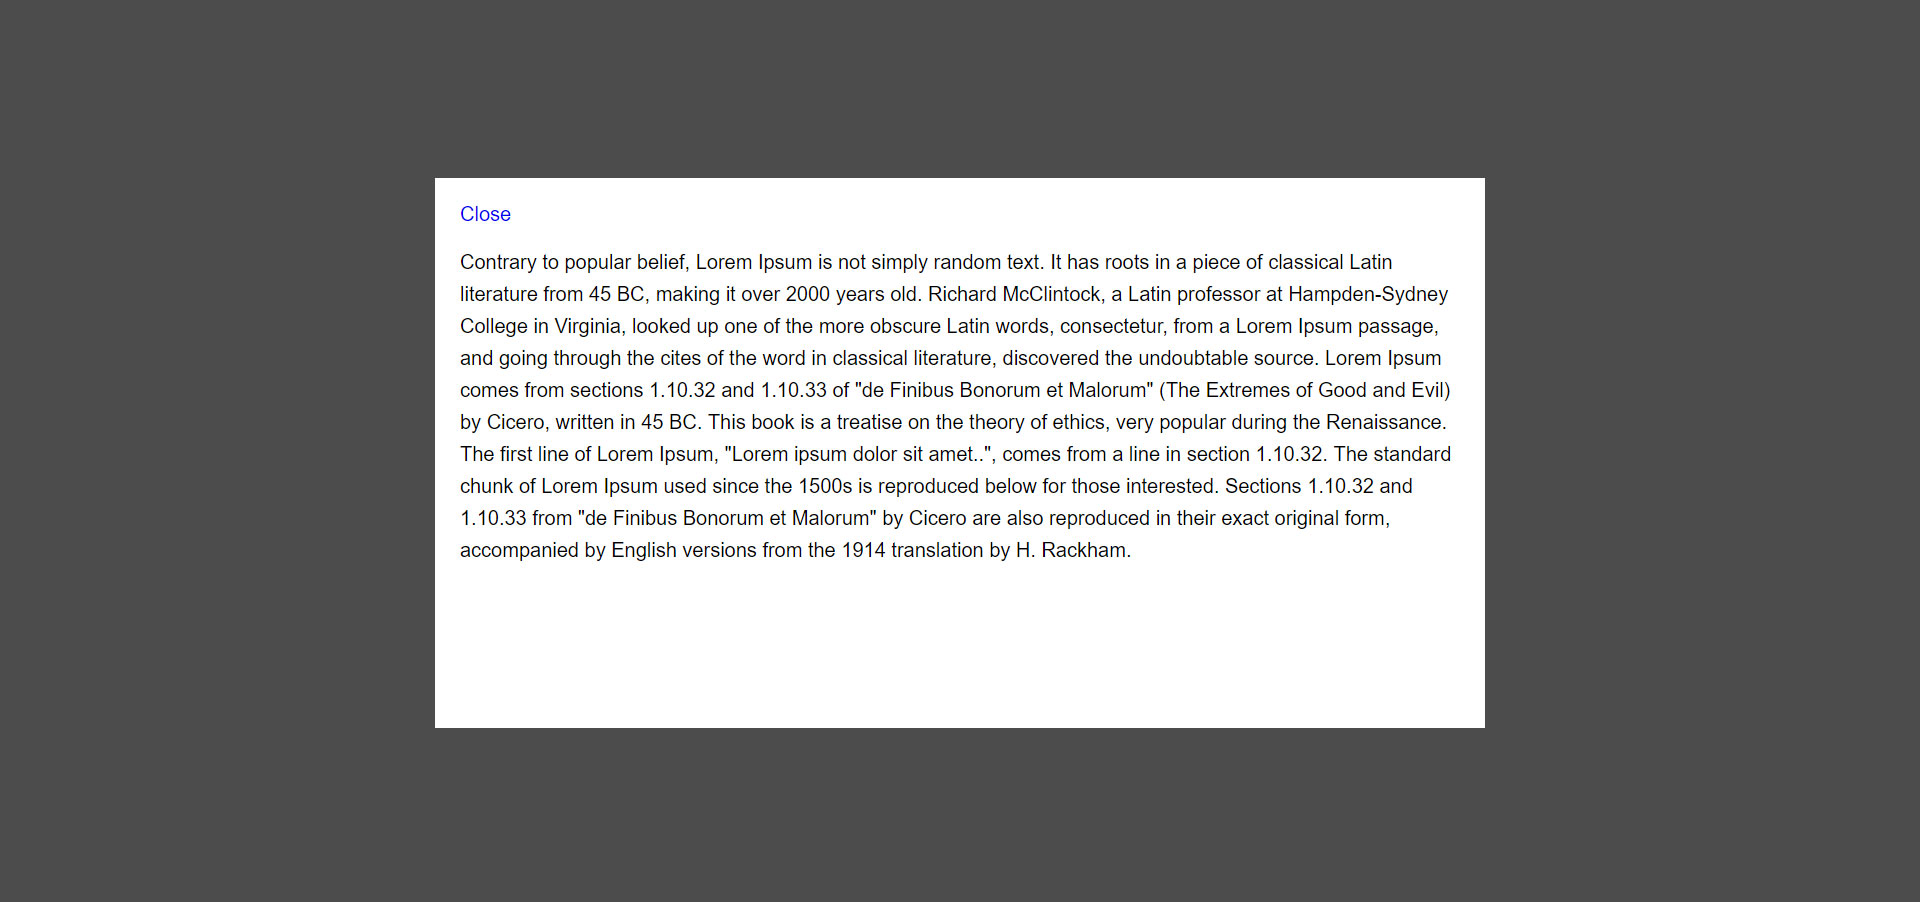 Close
Contrary to popular belief, Lorem Ipsum is not simply random text. It has roots in a piece of classical Latin
literature from 45 BC, making it over 2000 years old. Richard McClintock, a Latin professor at Hampden-Sydney
College in Virginia, looked up one of the more obscure Latin words, consectetur, from a Lorem Ipsum passage,
and going through the cites of the word in classical literature, discovered the undoubtable source. Lorem Ipsum
comes from sections 1.10.32 and 1.10.33 of "de Finibus Bonorum et Malorum" (The Extremes of Good and Evil)
by Cicero, written in 45 BC. This book is a treatise on the theory of ethics, very popular during the Renaissance.
The first line of Lorem Ipsum, "Lorem ipsum dolor sit amet..", comes from a line in section 1.10.32. The standard
chunk of Lorem Ipsum used since the 1500s is reproduced below for those interested. Sections 1.10.32 and
1.10.33 from "de Finibus Bonorum et Malorum" by Cicero are also reproduced in their exact original form,
accompanied by English versions from the 1914 translation by H. Rackham.